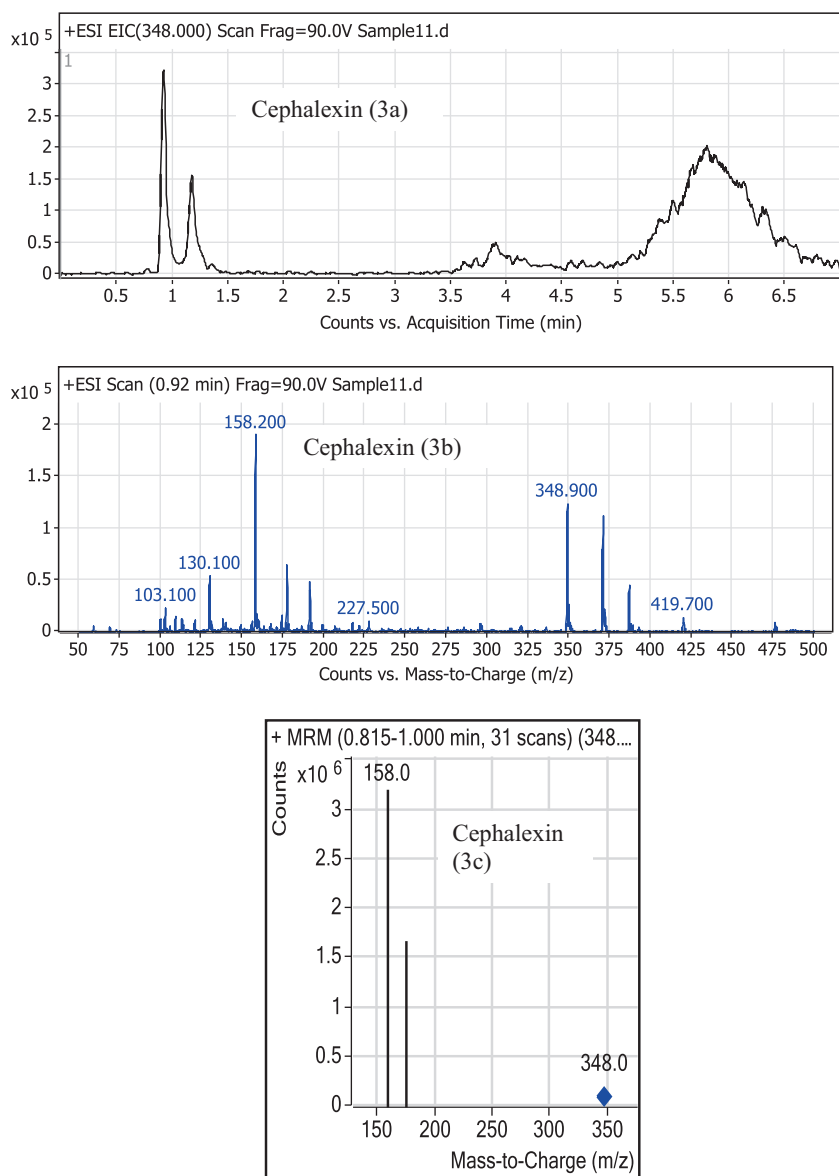 +ESI EIC(348.000) Scan Frag=90.0V Sample11.d
x10 5
1
Cephalexin (3a)
3
2.5
2
1.5
1
0.5
0
0.5 1 1.5 2 2.5 3 3.5 4 4.5 5 5.5 6 6.5
Counts vs. Acquisition Time (min)
+ESI Scan (0.92 min) Frag=90.0V Sample11.d
x10 5
2
158.200
Cephalexin (3b)
1.5
348.900
1
130.100
0.5
103.100
227.500
419.700
0
50 75 100 125 150 175 200 225 250 275 300 325 350 375 400 425 450 475 500
Counts vs. Mass-to-Charge (m/z)
+ MRM (0.815-1.000 min, 31 scans) (348....
Counts
x10 6
158.0
3
Cephalexin
(3c)
2.5
2
1.5
1
0.5
348.0
0
150 200 250 300 350
Mass-to-Charge (m/z)